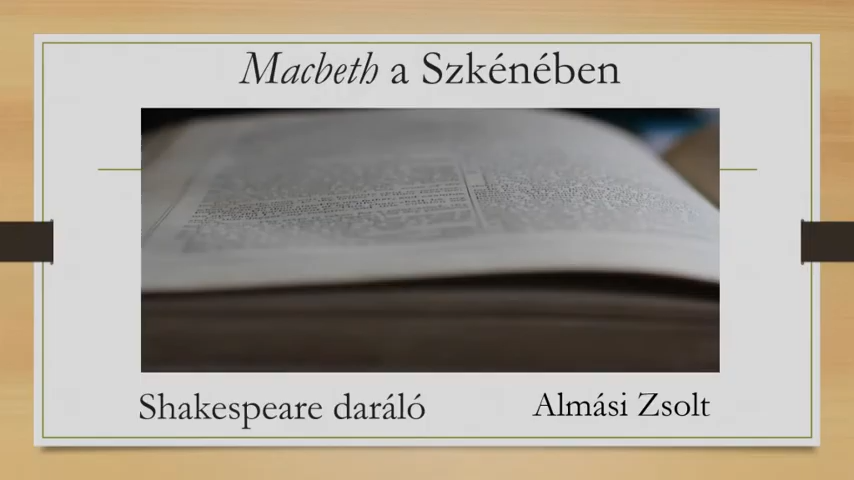 Macbeth a Szkénében
Shakespeare daráló
Almási Zsolt